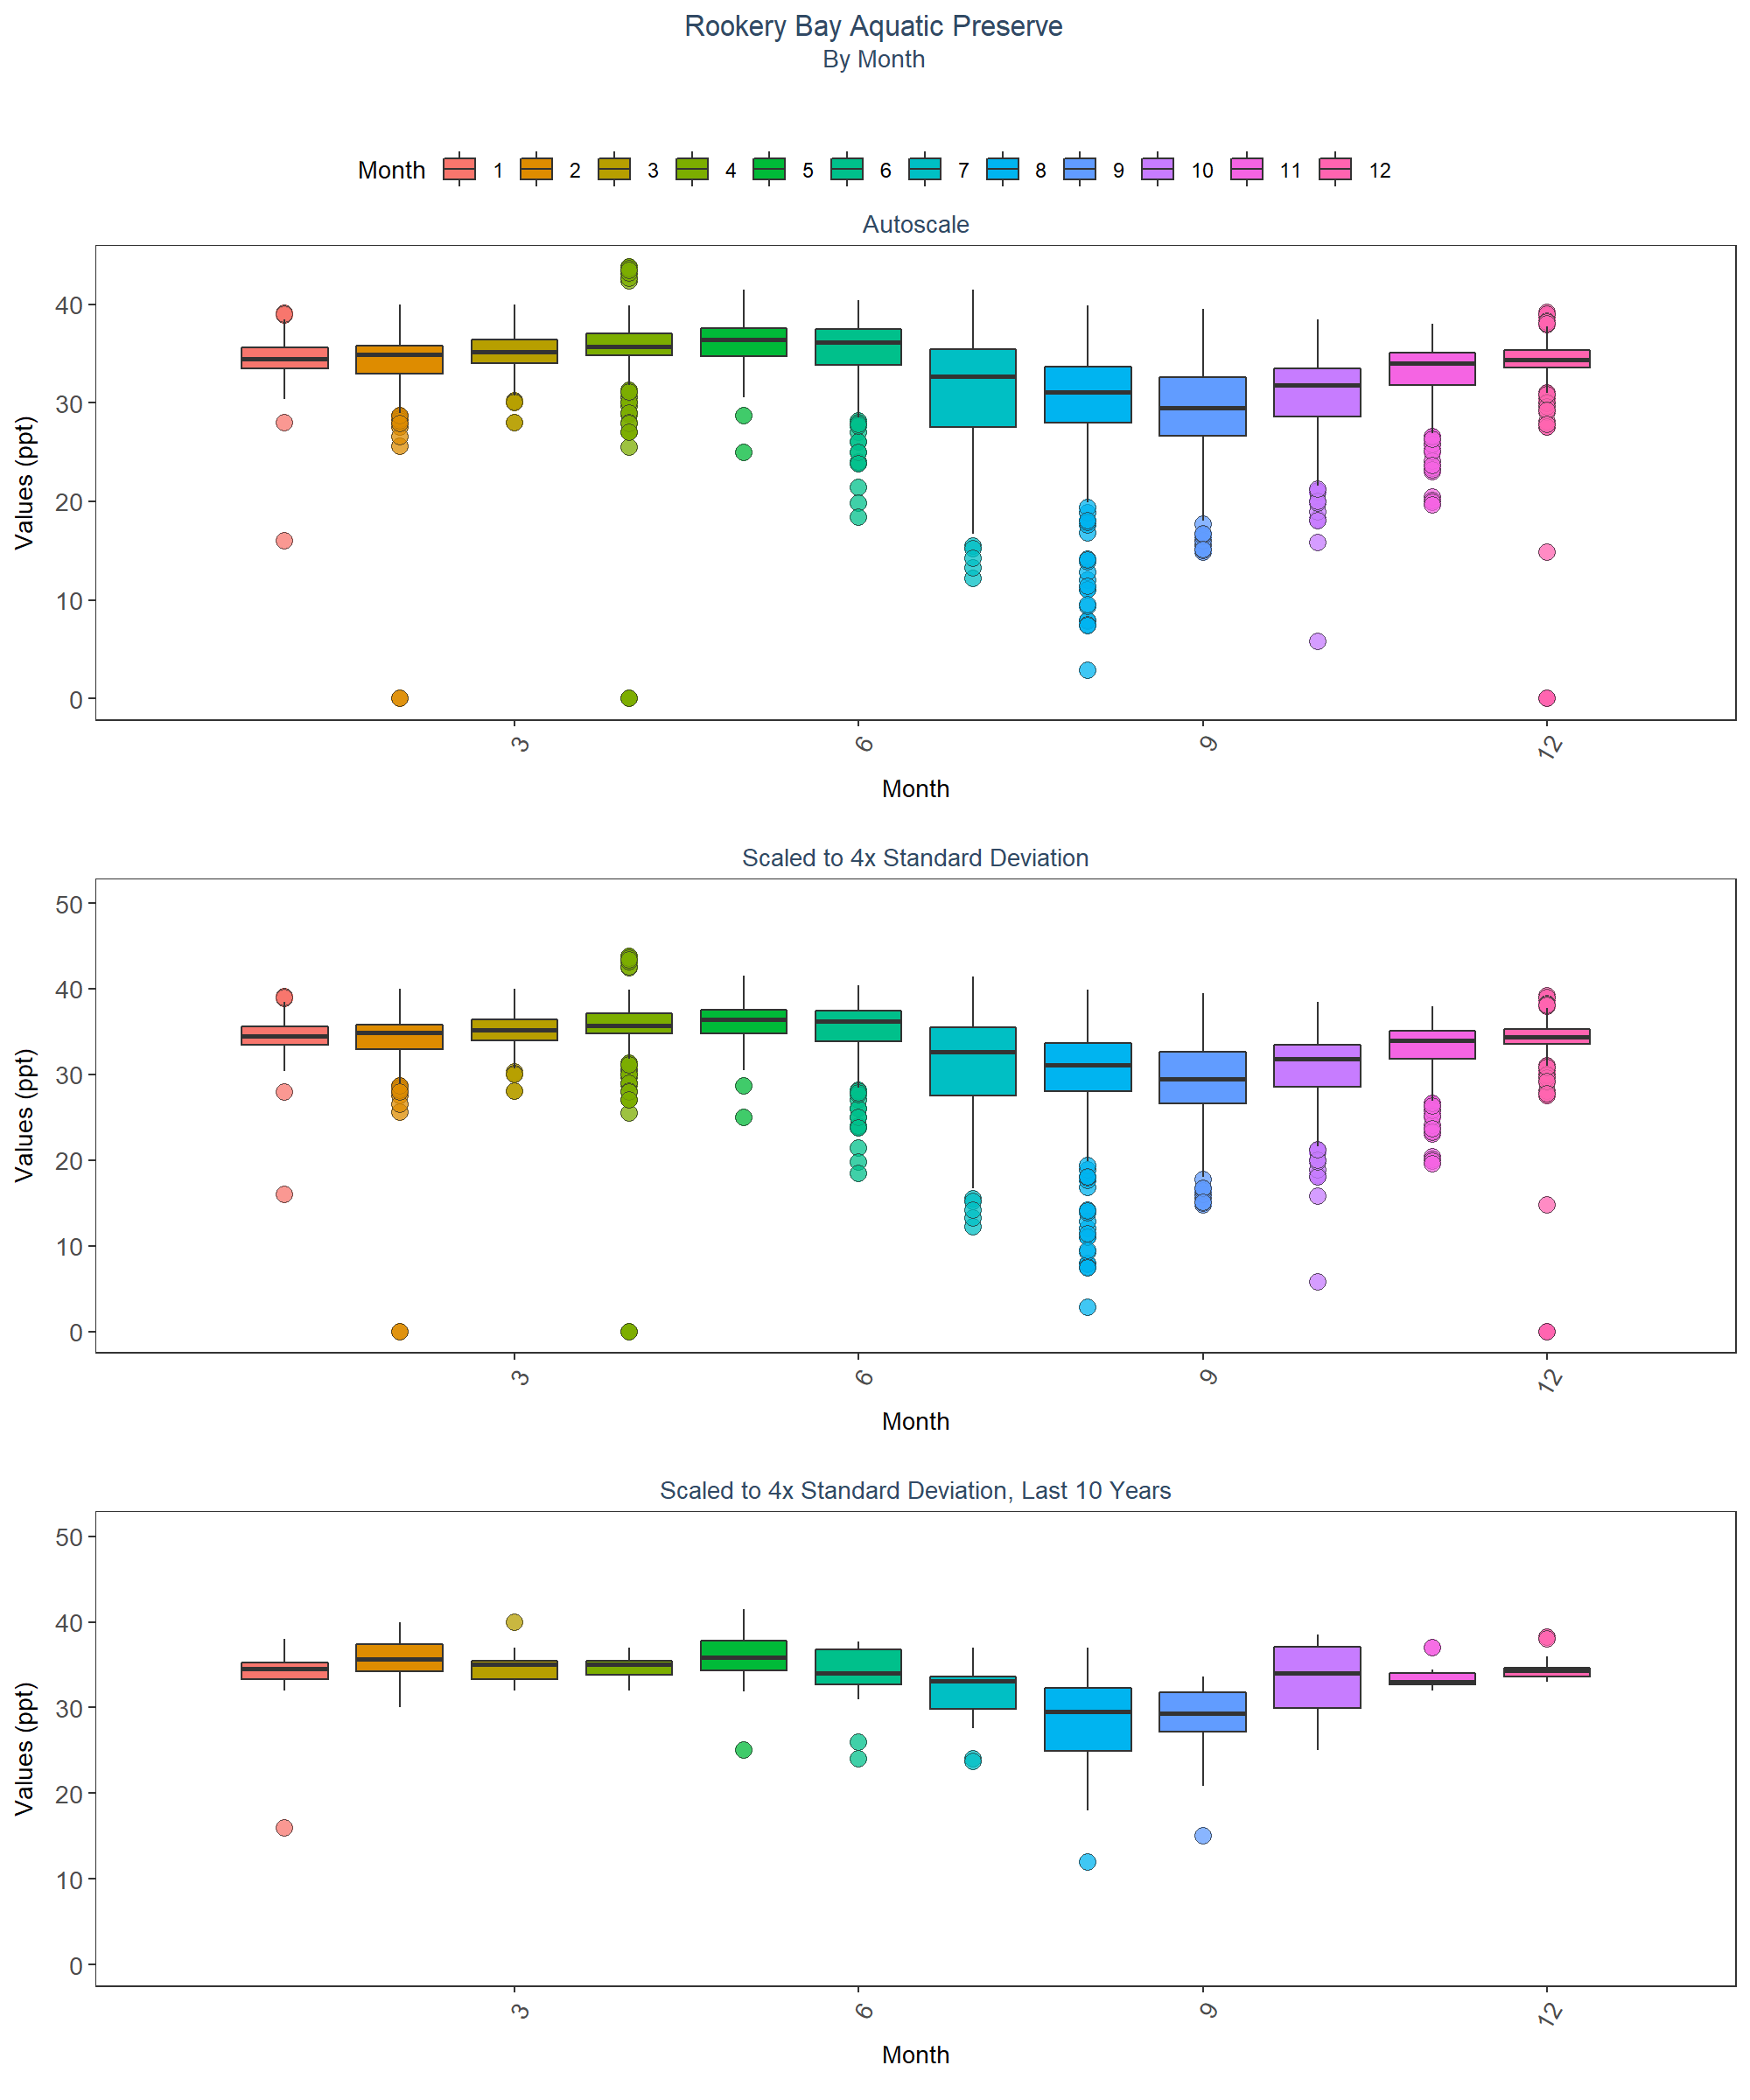 Rookery Bay Aquatic Preserve
By Month
Month 1 2 3 4 5 6 7 8 9 10 11 12
Autoscale
Values (ppt)
40
30
20
10
0
3 6 9 12
Month
Scaled to 4x Standard Deviation
Values (ppt)
50
40
30
20
10
0
3 6 9 12
Month
Scaled to 4x Standard Deviation, Last 10 Years
Values (ppt)
50
40
30
20
10
0
3 6 9 12
Month